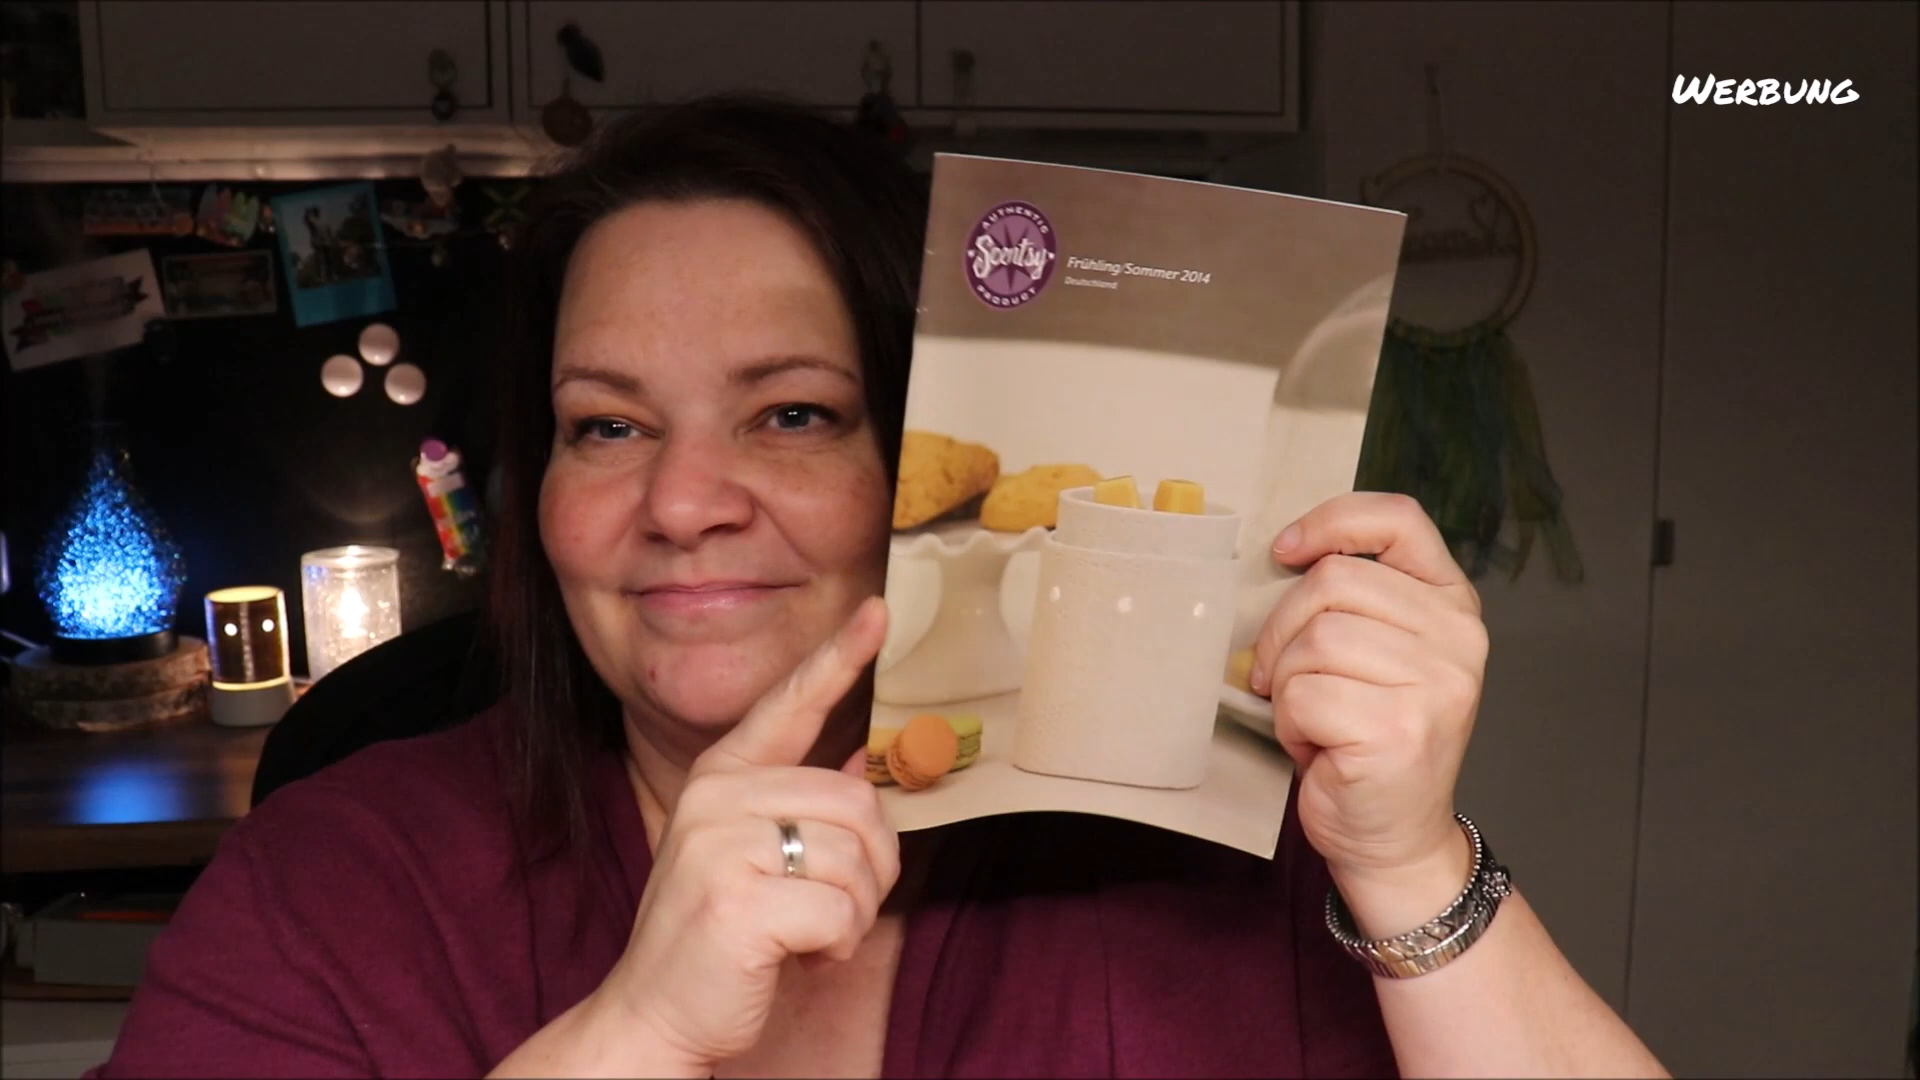 WERBUNG
AUTHENTIC
Scentsy
PRODUCT
Frühling/Sommer 2014
Deutschland